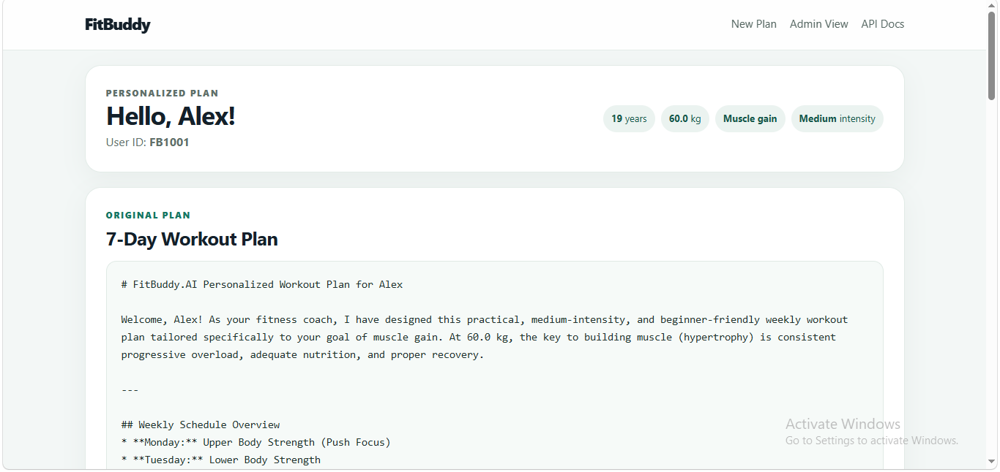 FitBuddy
New Plan Admin View API Docs
PERSONALIZED PLAN
Hello, Alex!
User ID: FB1001
19 years 60.0 kg Muscle gain Medium intensity
ORIGINAL PLAN
7-Day Workout Plan
# FitBuddy.AI Personalized Workout Plan for Alex
Welcome, Alex! As your fitness coach, I have designed this practical, medium-intensity, and beginner-friendly weekly workout
plan tailored specifically to your goal of muscle gain. At 60.0 kg, the key to building muscle (hypertrophy) is consistent
progressive overload, adequate nutrition, and proper recovery.
---
## Weekly Schedule Overview
* **Monday:** Upper Body Strength (Push Focus)
* **Tuesday:** Lower Body Strength
Activate Windows
Go to Settings to activate Windows.